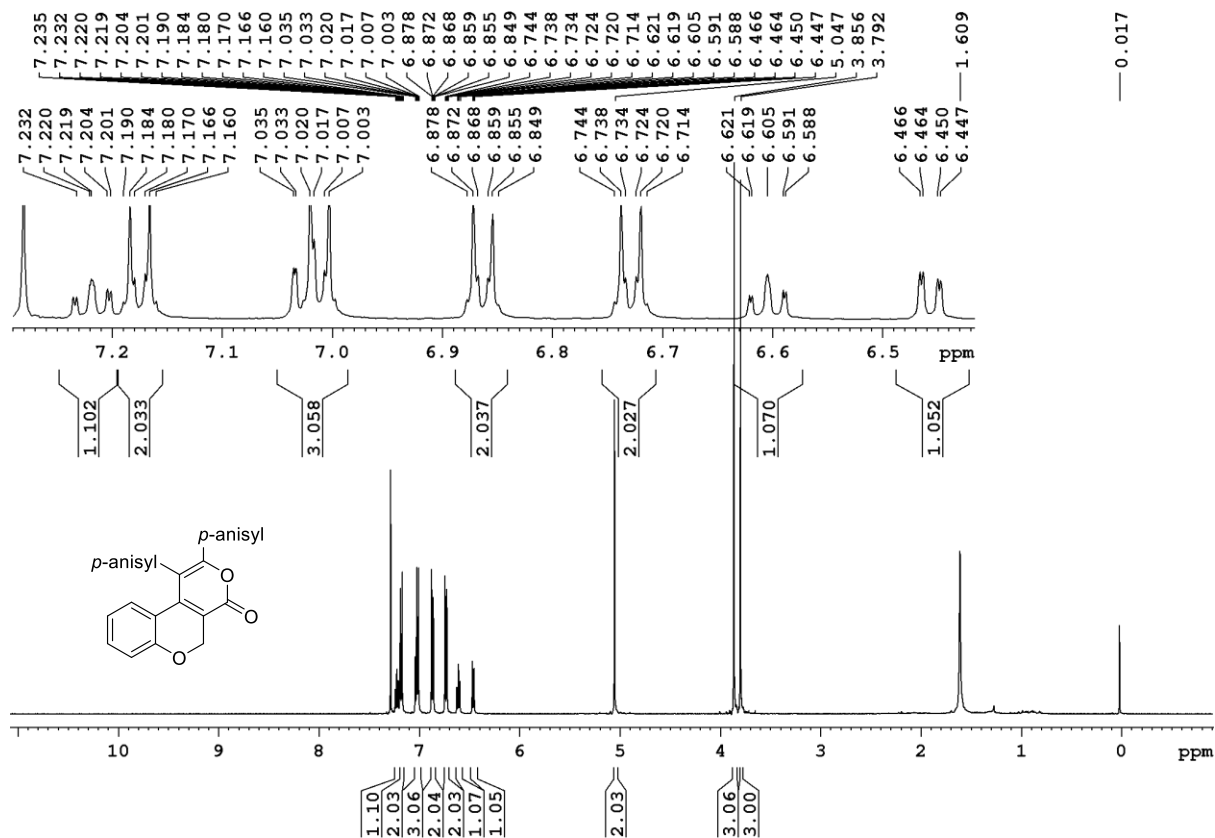 7.235 7.232 7.220 7.219 7.204 7.201 7.190 7.184 7.180 7.170 7.166 7.160 7.035 7.033 7.020 7.017 7.007 7.003 6.878 6.872 6.868 6.859 6.855 6.849 6.744 6.738 6.734 6.724 6.720 6.714 6.621 6.619 6.605 6.591 6.588 6.466 6.464 6.450 6.447 5.047 3.856 3.792 1.609 0.017
7.232 7.220 7.219 7.204 7.201 7.190 7.184 7.180 7.170 7.166 7.160 7.035 7.033 7.020 7.017 7.007 7.003 6.878 6.872 6.868 6.859 6.855 6.849 6.744 6.738 6.734 6.724 6.720 6.714 6.621 6.619 6.605 6.591 6.588 6.466 6.464 6.450 6.447
7.2 7.1 7.0 6.9 6.8 6.7 6.6 6.5 ppm
1.102 2.033 3.058 2.037 2.027 1.070 1.052
p-anisyl
p-anisyl
O
O
O
10 9 8 7 6 5 4 3 2 1 0 ppm
1.10 2.03 3.06 2.04 2.03 1.07 1.05 2.03 3.06 3.00